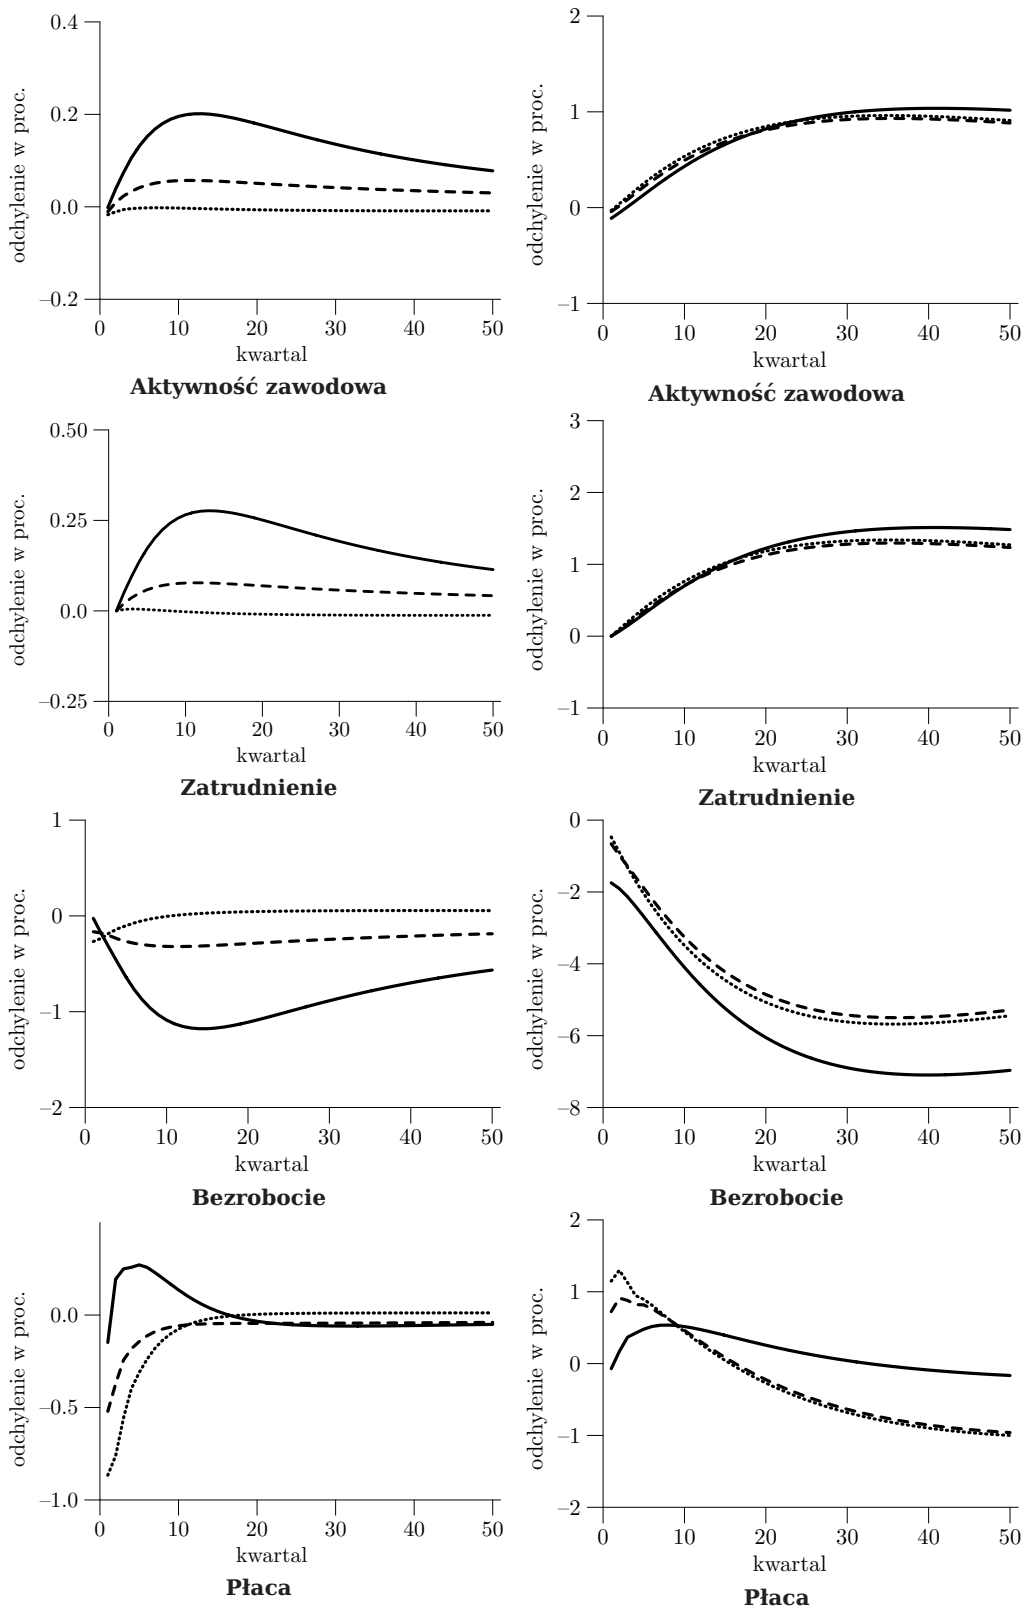 0.4
0.2
0.0
–0.2
odchylenie w proc.
0 10 20 30 40 50
kwartal
Aktywność zawodowa
2
1
0
–1
odchylenie w proc.
0 10 20 30 40 50
kwartal
Aktywność zawodowa
0.50
0.25
0.0
–0.25
odchylenie w proc.
0 10 20 30 40 50
kwartal
Zatrudnienie
3
2
1
0
–1
odchylenie w proc.
0 10 20 30 40 50
kwartal
Zatrudnienie
1
0
–1
–2
odchylenie w proc.
0 10 20 30 40 50
kwartal
Bezrobocie
0
–2
–4
–6
–8
odchylenie w proc.
0 10 20 30 40 50
kwartal
Bezrobocie
0.0
–0.5
–1.0
odchylenie w proc.
0 10 20 30 40 50
kwartal
Płaca
2
1
0
–1
–2
odchylenie w proc.
0 10 20 30 40 50
kwartal
Płaca